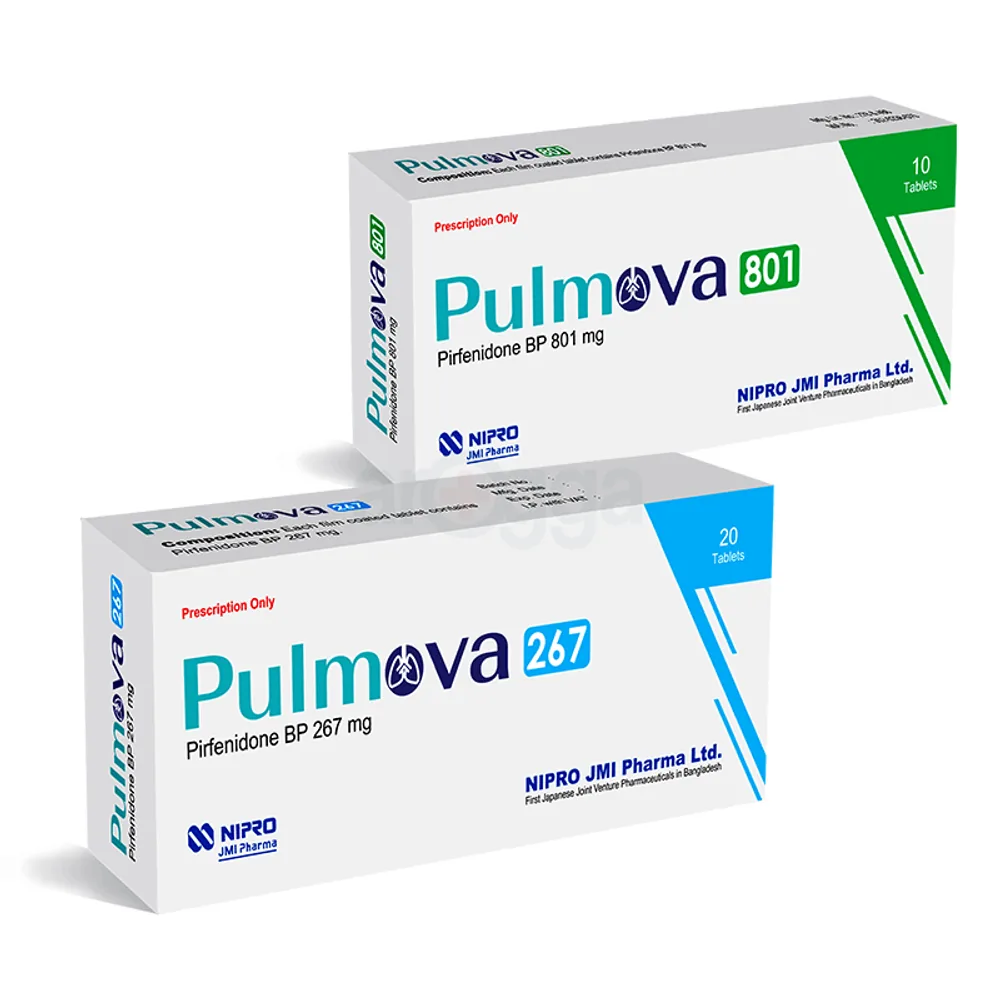 Pulmova 801
Composition: Each film coated tablet contains Pirfenidone BP 801 mg
10
Tablets
Prescription Only
Pulmova 801
Pirfenidone BP 801 mg
NIPRO JMI Pharma Ltd.
First Japanese Joint Venture Pharmaceuticals in Bangladesh
NIPRO
JMI Pharma
Pulmova 801
Pirfenidone BP 801 mg
arogga
Pulmova 267
Composition: Each film coated tablet contains
Pirfenidone BP 267 mg.
Batch No :
Mfg. Date :
Exp. Date :
I.P. with VAT :
20
Tablets
Prescription Only
Pulmova 267
Pirfenidone BP 267 mg
NIPRO JMI Pharma Ltd.
First Japanese Joint Venture Pharmaceuticals in Bangladesh
NIPRO
JMI Pharma
Pulmova 267
Pirfenidone BP 267 mg